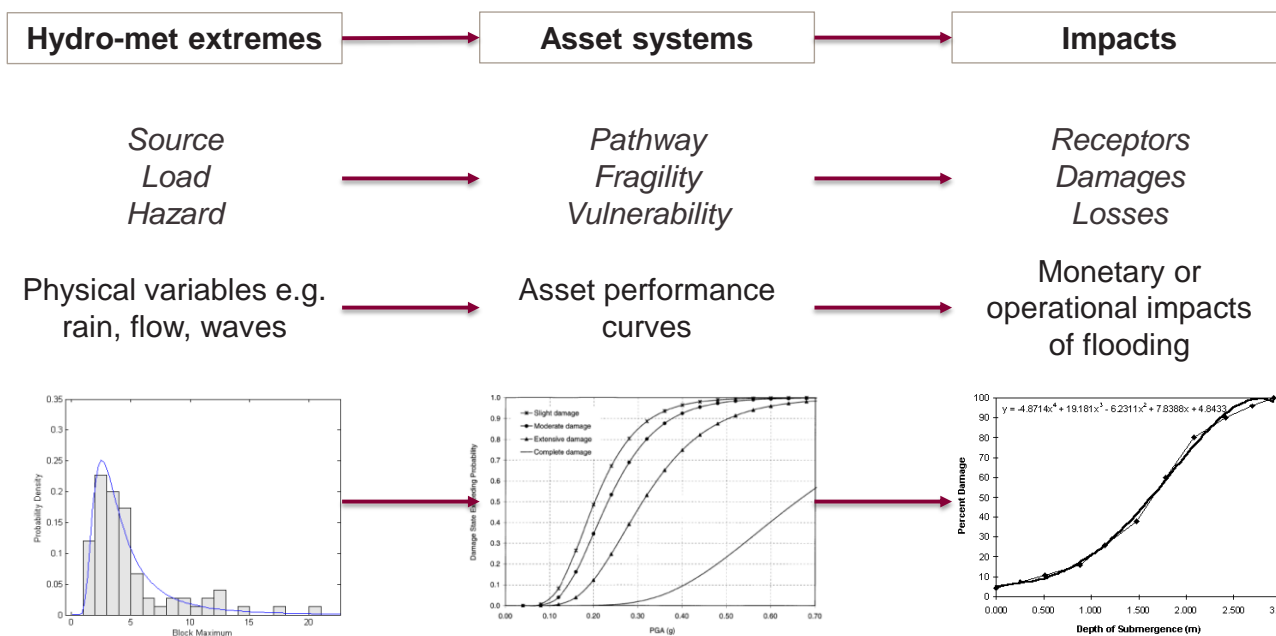 Hydro-met extremes
Asset systems
Impacts
Source
Load
Hazard
Pathway
Fragility
Vulnerability
Receptors
Damages
Losses
Physical variables e.g.
rain, flow, waves
Asset performance
curves
Monetary or
operational impacts
of flooding
0.35
0.3
0.25
0.2
0.15
0.1
0.05
0
Probability Density
0
5
10
15
20
Block Maximum
1.0
0.9
0.8
0.7
0.6
0.5
0.4
0.3
0.2
0.1
0.0
Slight damage
Moderate damage
Extensive damage
Complete damage
0.00
0.10
0.20
0.30
0.40
0.50
0.60
0.70
PGA (g)
100
90
80
70
60
50
40
30
20
10
0
Percent Damage
y = -4.8714x⁴ + 19.181x³ - 6.2311x² + 7.8388x + 4.8433
0.000
0.500
1.000
1.500
2.000
2.500
Depth of Submergence (m)